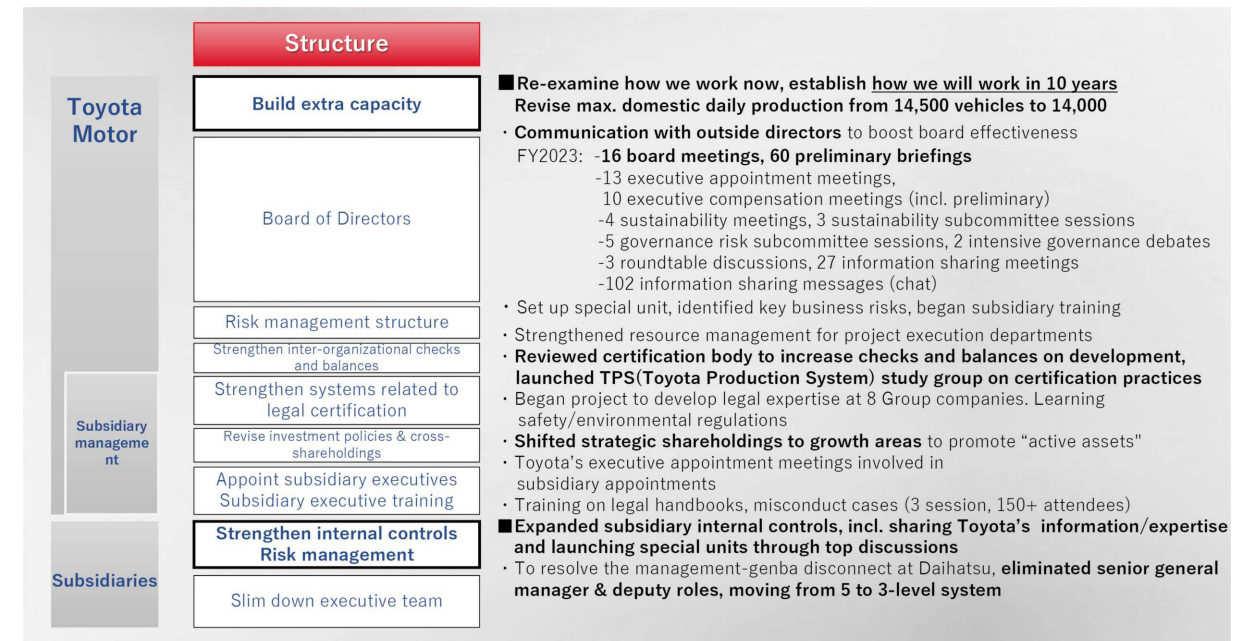 Structure
Toyota
Motor
Build extra capacity
■Re-examine how we work now, establish how we will work in 10 years
Revise max. domestic daily production from 14,500 vehicles to 14,000
Board of Directors
・Communication with outside directors to boost board effectiveness
FY2023: -16 board meetings, 60 preliminary briefings
-13 executive appointment meetings,
10 executive compensation meetings (incl. preliminary)
-4 sustainability meetings, 3 sustainability subcommittee sessions
-5 governance risk subcommittee sessions, 2 intensive governance debates
-3 roundtable discussions, 27 information sharing meetings
-102 information sharing messages (chat)
Risk management structure
・Set up special unit, identified key business risks, began subsidiary training
Strengthen inter-organizational checks
and balances
・Strengthened resource management for project execution departments
Subsidiary
manageme
nt
Strengthen systems related to
legal certification
・Reviewed certification body to increase checks and balances on development,
launched TPS(Toyota Production System) study group on certification practices
・Began project to develop legal expertise at 8 Group companies. Learning
safety/environmental regulations
Revise investment policies & cross-
shareholdings
・Shifted strategic shareholdings to growth areas to promote “active assets"
Appoint subsidiary executives
Subsidiary executive training
・Toyota’s executive appointment meetings involved in
subsidiary appointments
・Training on legal handbooks, misconduct cases (3 session, 150+ attendees)
Subsidiaries
Strengthen internal controls
Risk management
■Expanded subsidiary internal controls, incl. sharing Toyota’s information/expertise
and launching special units through top discussions
Slim down executive team
・To resolve the management-genba disconnect at Daihatsu, eliminated senior general
manager & deputy roles, moving from 5 to 3-level system